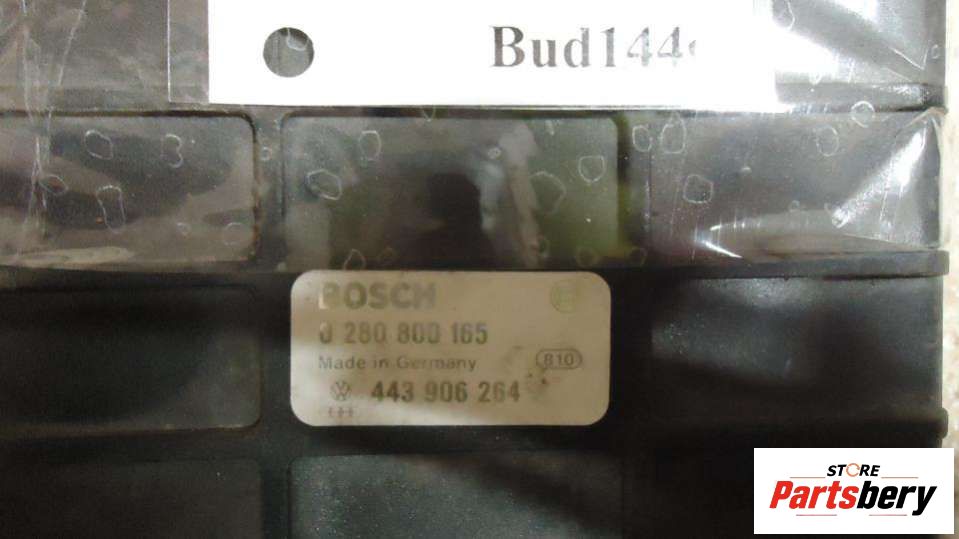 Bud144
BOSCH
0 280 800 165
Made in Germany
810
443 906 264
STORE
Partsbery